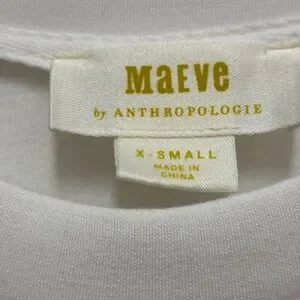 MAEVE
by ANTHROPOLOGIE
X - SMALL
MADE IN
CHINA